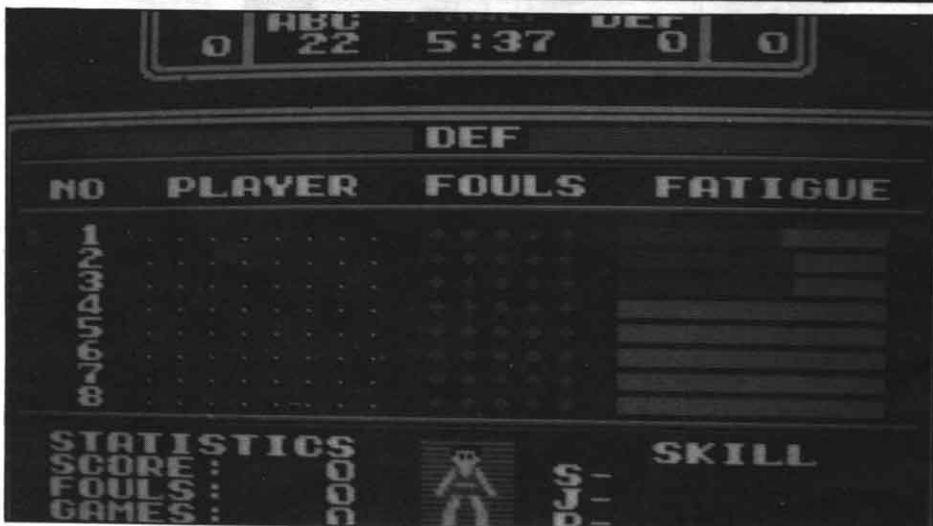 ABC DEF
0 22 5:37 0 0
DEF
NO PLAYER FOULS FATIGUE
1
2
3
4
5
6
7
8
STATISTICS SKILL
SCORE: 0 S-
FOULS: 0 J-
GAMES: 0